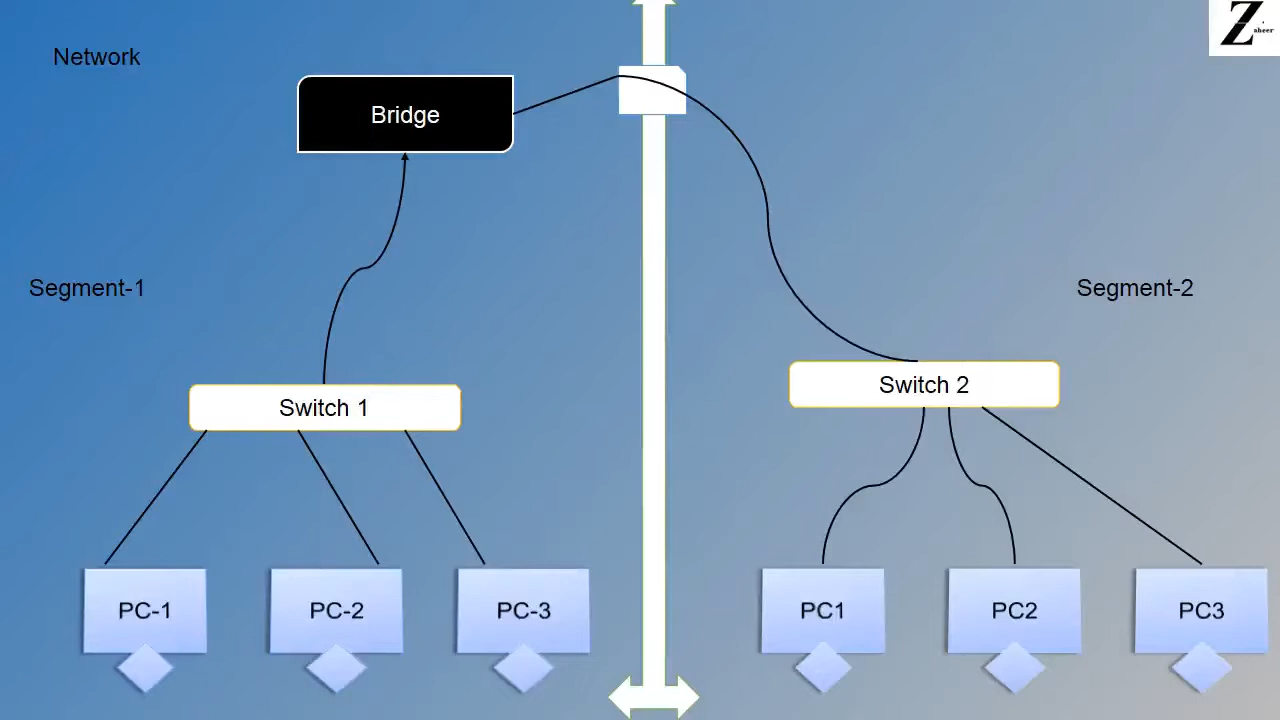 Network
Zaheer
Bridge
Segment-1
Segment-2
Switch 1
Switch 2
PC-1
PC-2
PC-3
PC1
PC2
PC3